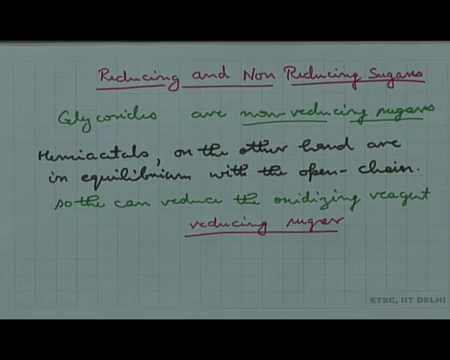 Reducing and Non Reducing Sugars
Glycosides are non-reducing sugars
Hemiacetals, on the other hand are
in equilibrium with the open-chain.
so the can reduce the oxidizing reagent
reducing sugar
ETSC, IIT DELHI